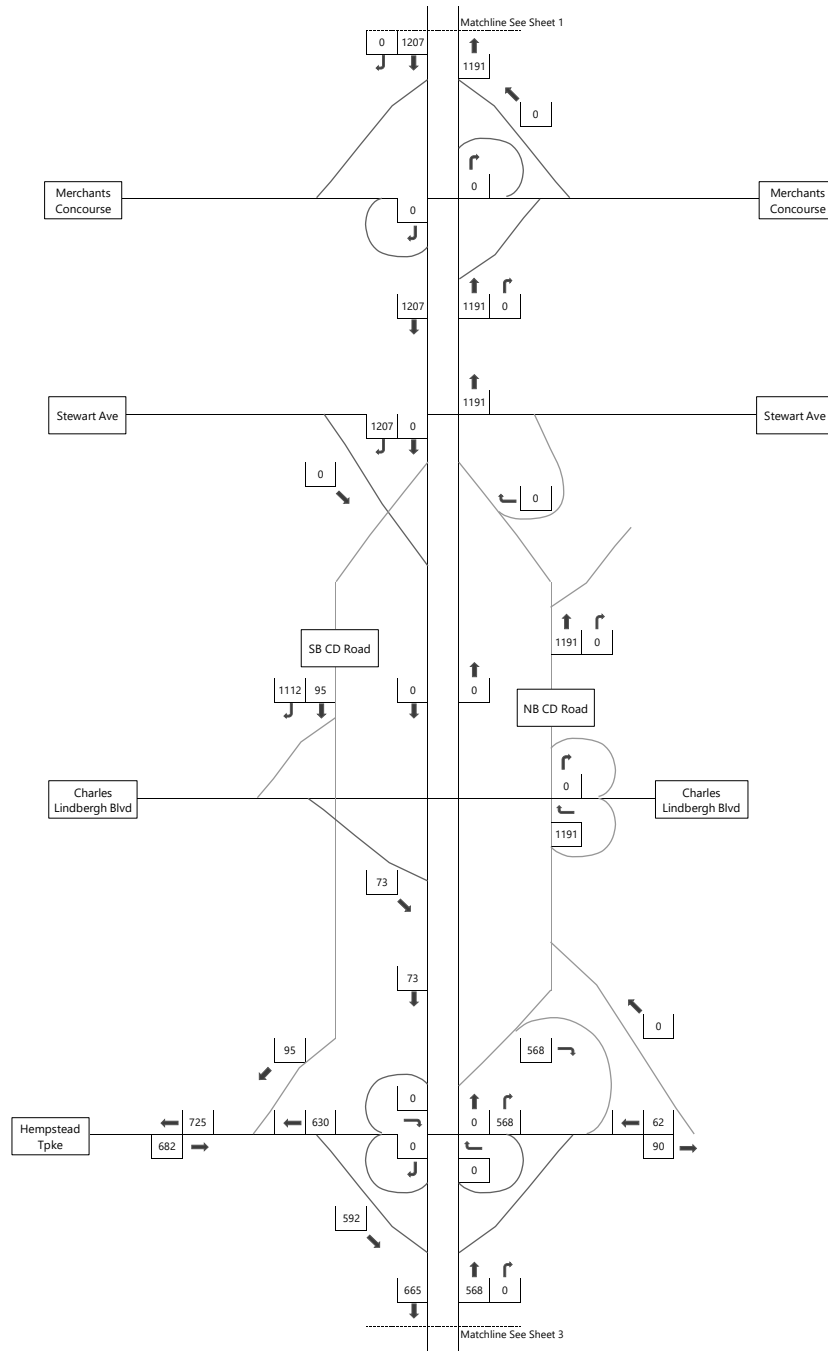 Matchline See Sheet 1
0 1207
1191
0
Merchants
Concourse
0
Merchants
Concourse
0
1207
1191 0
1191
Stewart Ave
Stewart Ave
1207 0
0
0
1191 0
SB CD Road
1112 95
0
0
NB CD Road
0
Charles
Lindbergh Blvd
Charles
Lindbergh Blvd
1191
73
73
0
95
568
0
Hempstead
Tpke
725
630
0 568
62
682
0
90
0
592
665
568 0
Matchline See Sheet 3